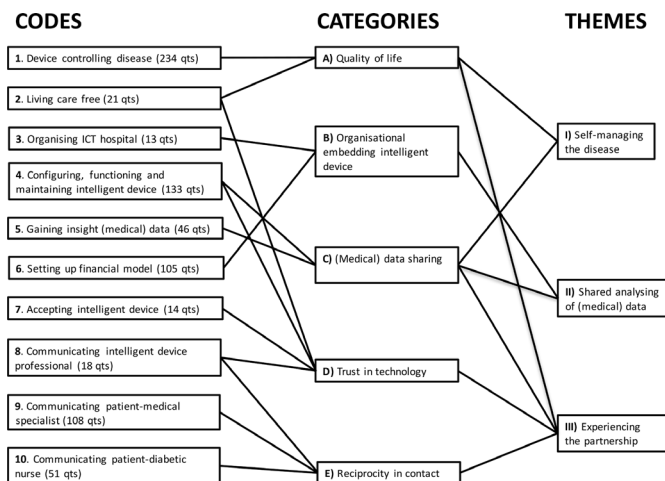 CODES
1. Device controlling disease (234 qts)
2. Living care free (21 qts)
3. Organising ICT hospital (13 qts)
4. Configuring, functioning and
maintaining intelligent device (133 qts)
5. Gaining insight (medical) data (46 qts)
6. Setting up financial model (105 qts)
7. Accepting intelligent device (14 qts)
8. Communicating intelligent device
professional (18 qts)
9. Communicating patient-medical
specialist (108 qts)
10. Communicating patient-diabetic
nurse (51 qts)
CATEGORIES
A) Quality of life
B) Organisational
embedding intelligent
device
C) (Medical) data sharing
D) Trust in technology
E) Reciprocity in contact
THEMES
I) Self-managing
the disease
II) Shared analysing
of (medical) data
III) Experiencing
the partnership